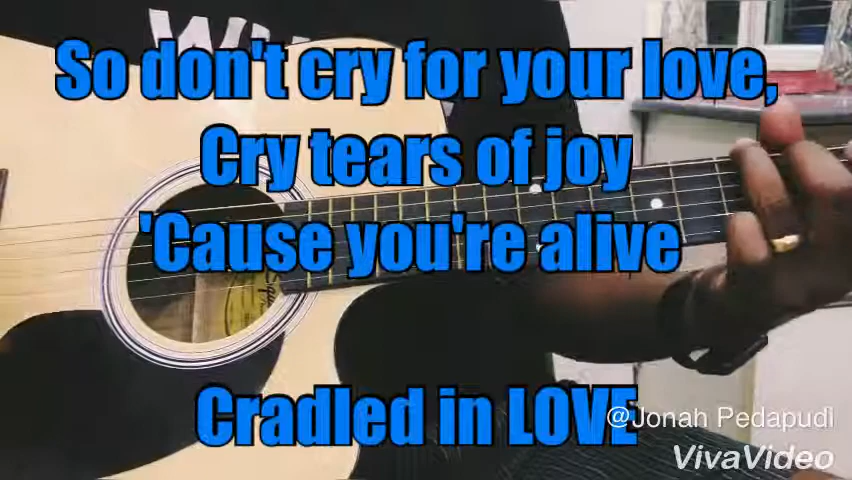 So don't cry for your love,
Cry tears of joy
'Cause you're alive
Cradled in LOVE
@Jonah Pedapudi
VivaVideo